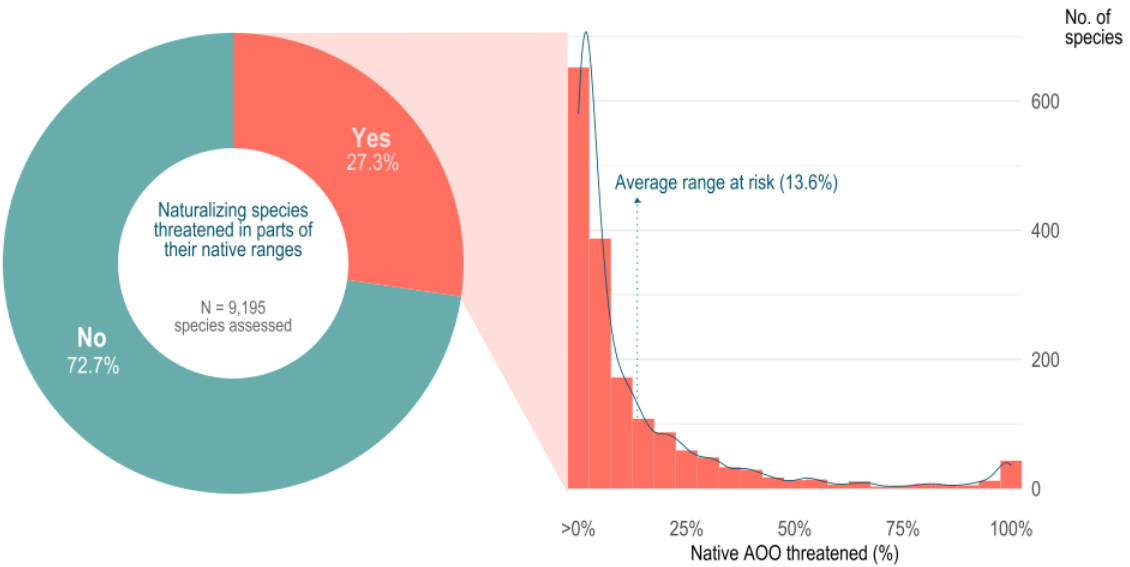 Yes
27.3%
Naturalizing species
threatened in parts of
their native ranges
N = 9,195
species assessed
No
72.7%
No. of
species
600
400
200
0
Average range at risk (13.6%)
>0%
25%
50%
75%
100%
Native AOO threatened (%)